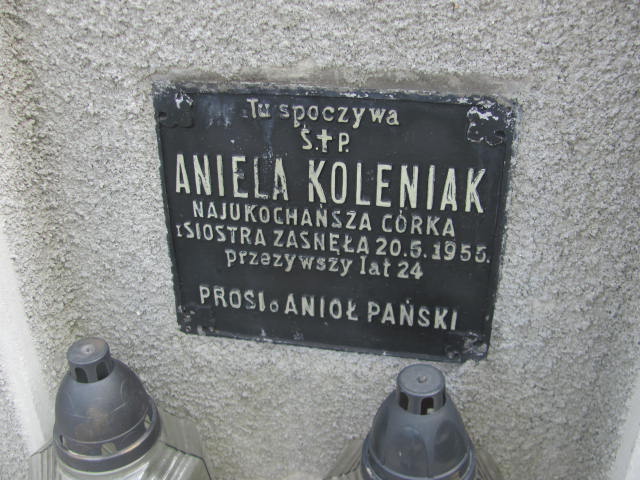 Tu spoczywa
Ś.✝P.
ANIELA KOLENIAK
NAJUKOCHAŃSZA CÓRKA
I SIOSTRA ZASNĘŁA 20.5.1955.
przeżywszy lat 24
PROSI o ANIOŁ PAŃSKI